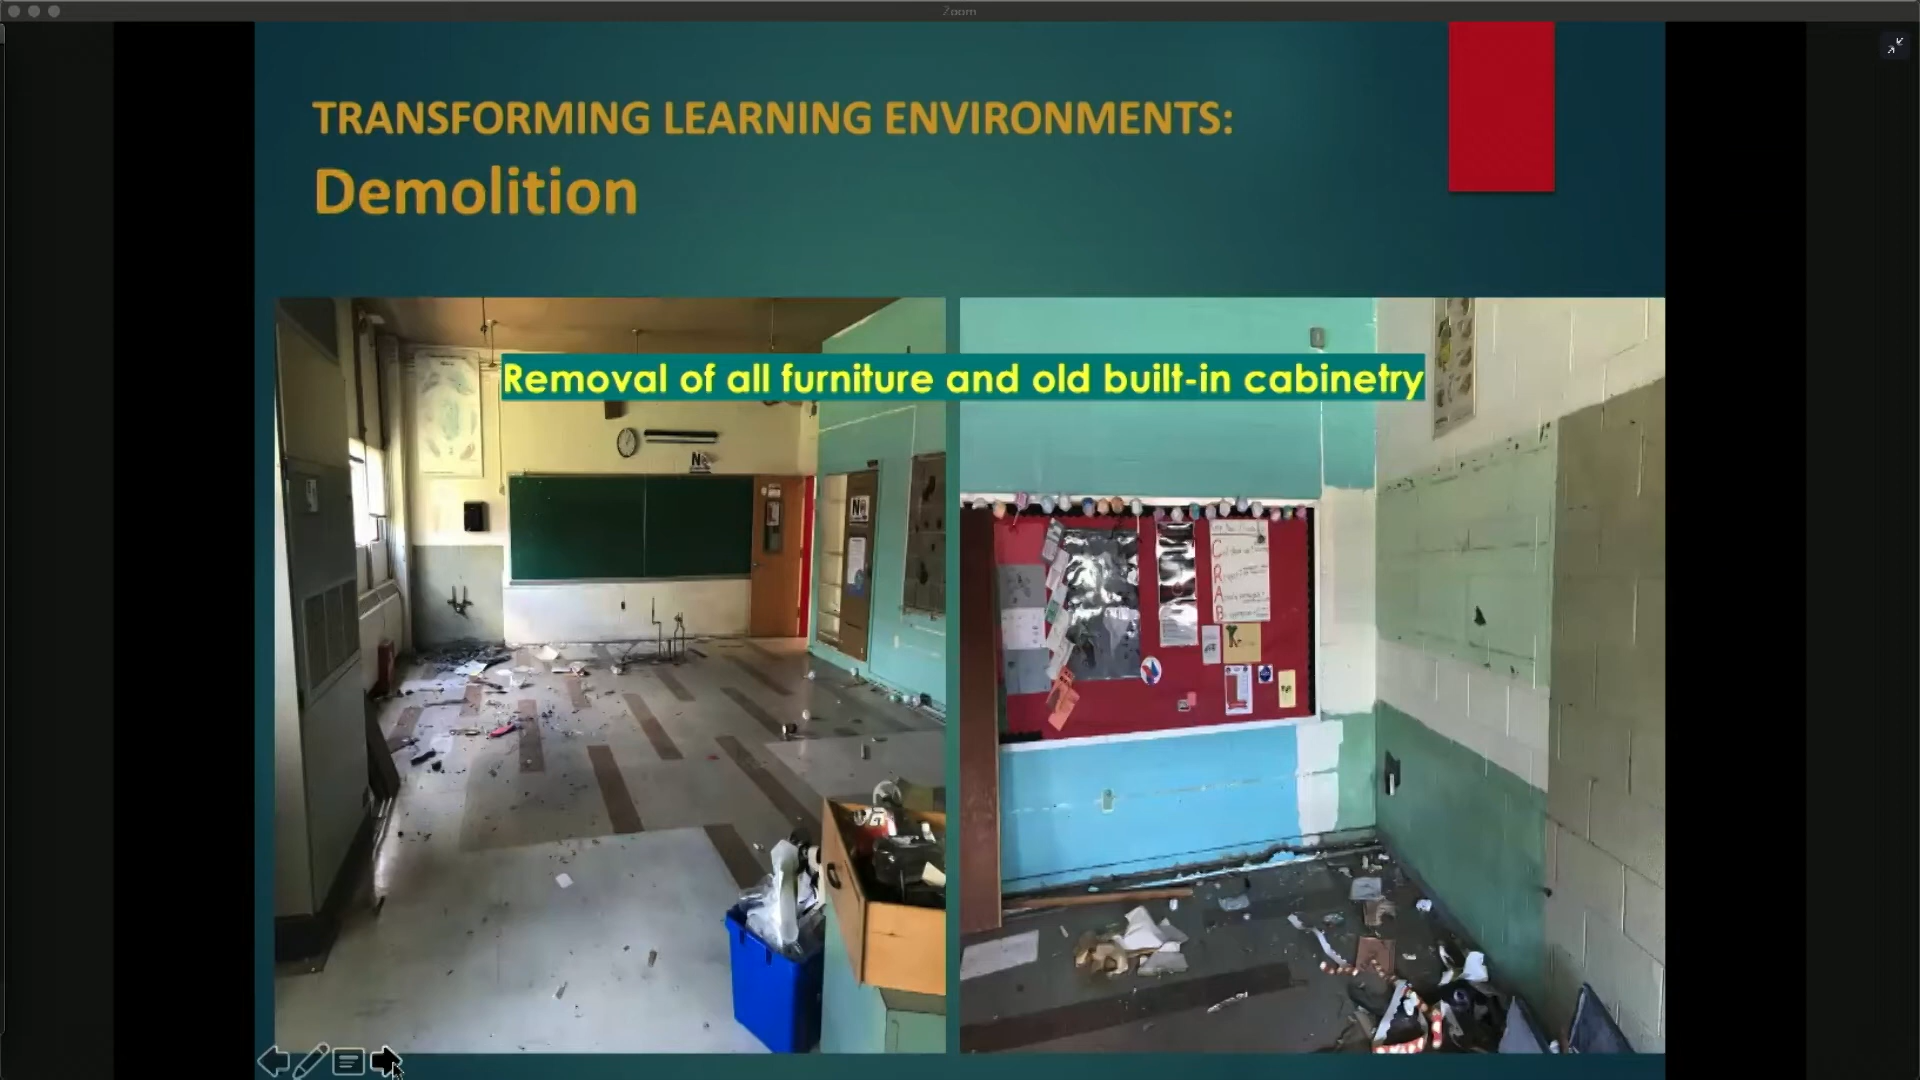 Zoom
TRANSFORMING LEARNING ENVIRONMENTS:
Demolition
Removal of all furniture and old built-in cabinetry
N
N
C
R
A
B